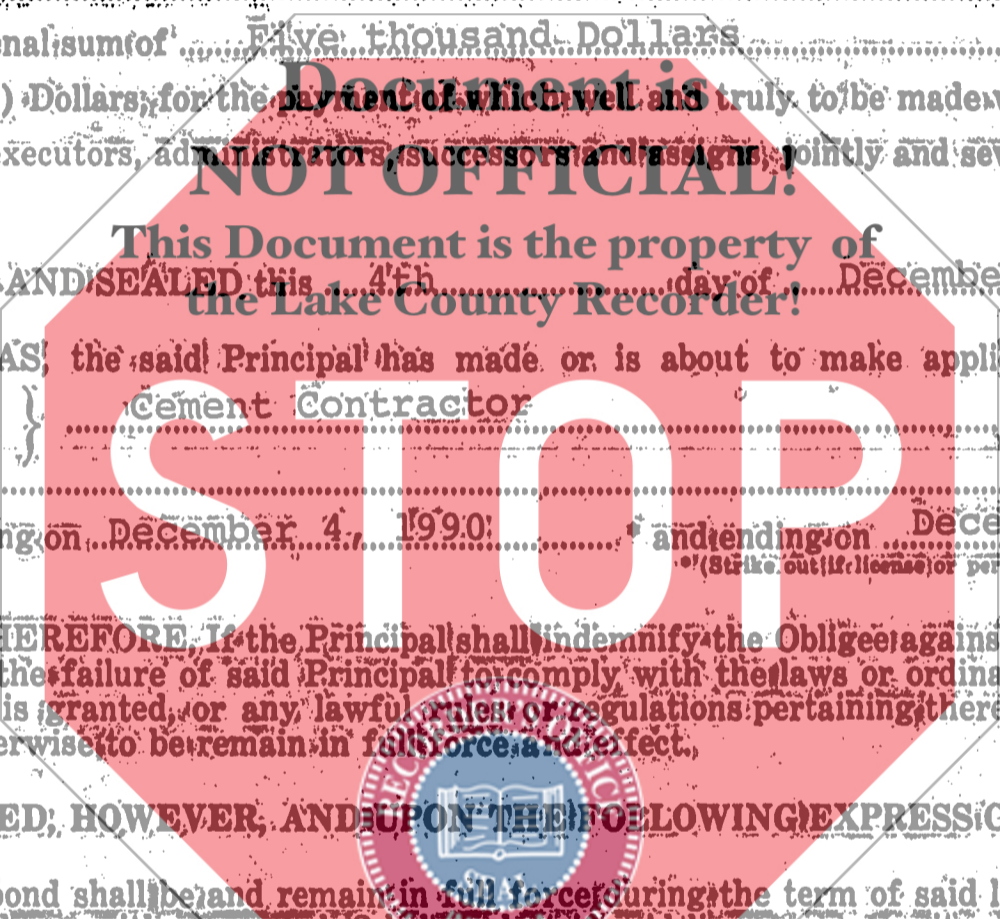 nal sum of Five thousand Dollars
Document is
) Dollars, for the payment of which well and truly to be made
NOT OFFICIAL!
xecutors, administrators, successors and assigns, jointly and sev
This Document is the property of
AND SEALED this 4th day of Decembe
the Lake County Recorder!
AS, the said Principal has made or is about to make appli
} Cement Contractor
STOP
ng on December 4, 1990 * and ending on Dece
*(Strike out if license or per
HEREFORE, If the Principal shall indemnify the Obligee agains
the failure of said Principal to comply with the laws or ordina
is granted, or any lawful rules or regulations pertaining there
erwise to be remain in full force and effect.
ED, HOWEVER, AND UPON THE FOLLOWING EXPRESS C
SEAL
bond shall be and remain in full force during the term of said l